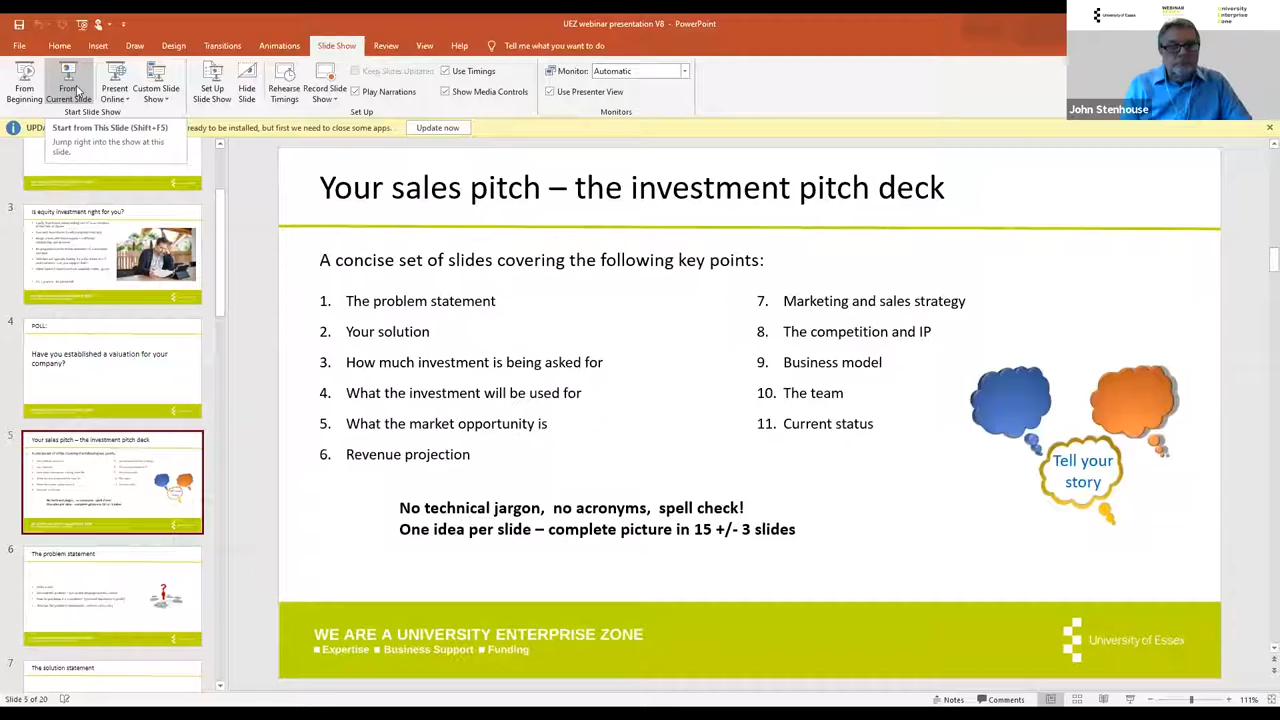 UEZ webinar presentation V8 - PowerPoint
File Home Insert Draw Design Transitions Animations Slide Show Review View Help Tell me what you want to do
From Beginning
From Current Slide
Present Online
Custom Slide Show
Start Slide Show
Set Up Slide Show
Hide Slide
Rehearse Timings
Record Slide Show
Keep Slides Updated
Play Narrations
Use Timings
Show Media Controls
Set Up
Monitor: Automatic
Use Presenter View
Monitors
University of Essex
WEBINAR
University
Enterprise
Zone
John Stenhouse
Start from This Slide (Shift+F5)
Jump right into the show at this
slide.
UPD
ready to be installed, but first we need to close some apps.
Update now
3
Is equity investment right for you?
4
POLL:
Have you established a valuation for your
company?
5
Your sales pitch – the investment pitch deck
6
The problem statement
7
The solution statement
Your sales pitch – the investment pitch deck
A concise set of slides covering the following key points:
1. The problem statement
2. Your solution
3. How much investment is being asked for
4. What the investment will be used for
5. What the market opportunity is
6. Revenue projection
7. Marketing and sales strategy
8. The competition and IP
9. Business model
10. The team
11. Current status
Tell your
story
No technical jargon, no acronyms, spell check!
One idea per slide – complete picture in 15 +/- 3 slides
WE ARE A UNIVERSITY ENTERPRISE ZONE
Expertise Business Support Funding
University of Essex
Slide 5 of 20
Notes
Comments
111%